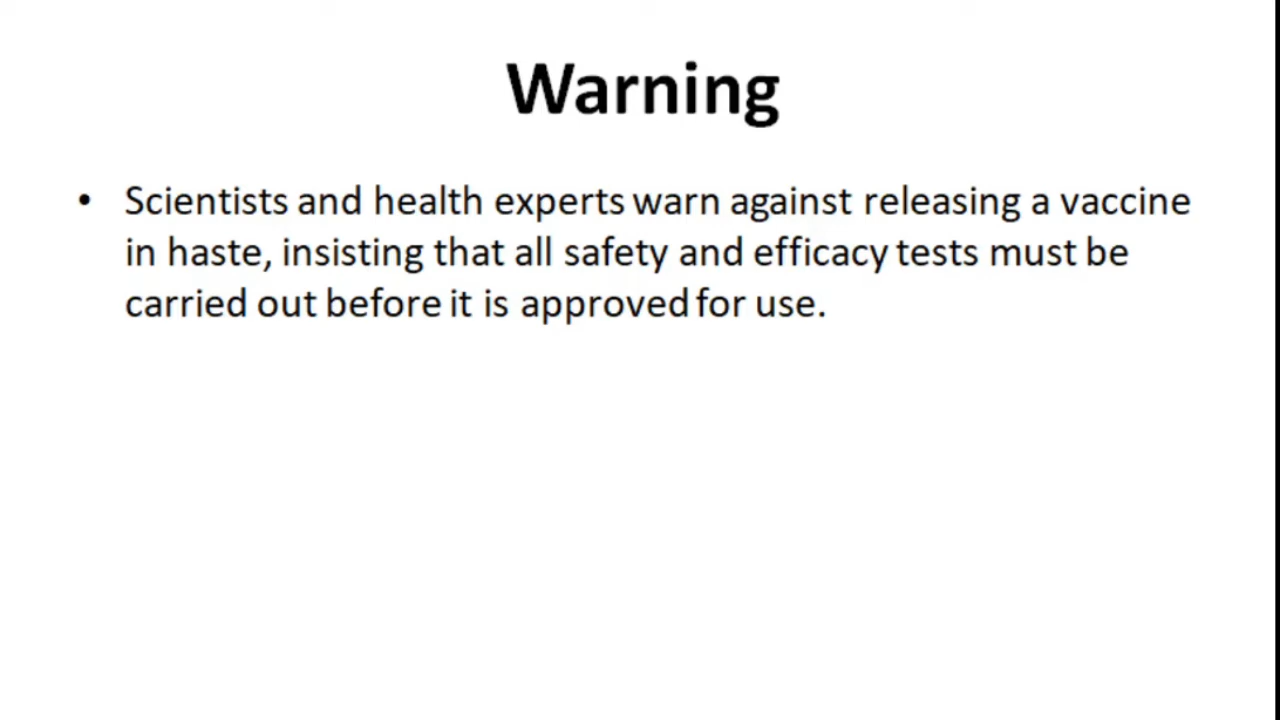 Warning
• Scientists and health experts warn against releasing a vaccine
in haste, insisting that all safety and efficacy tests must be
carried out before it is approved for use.